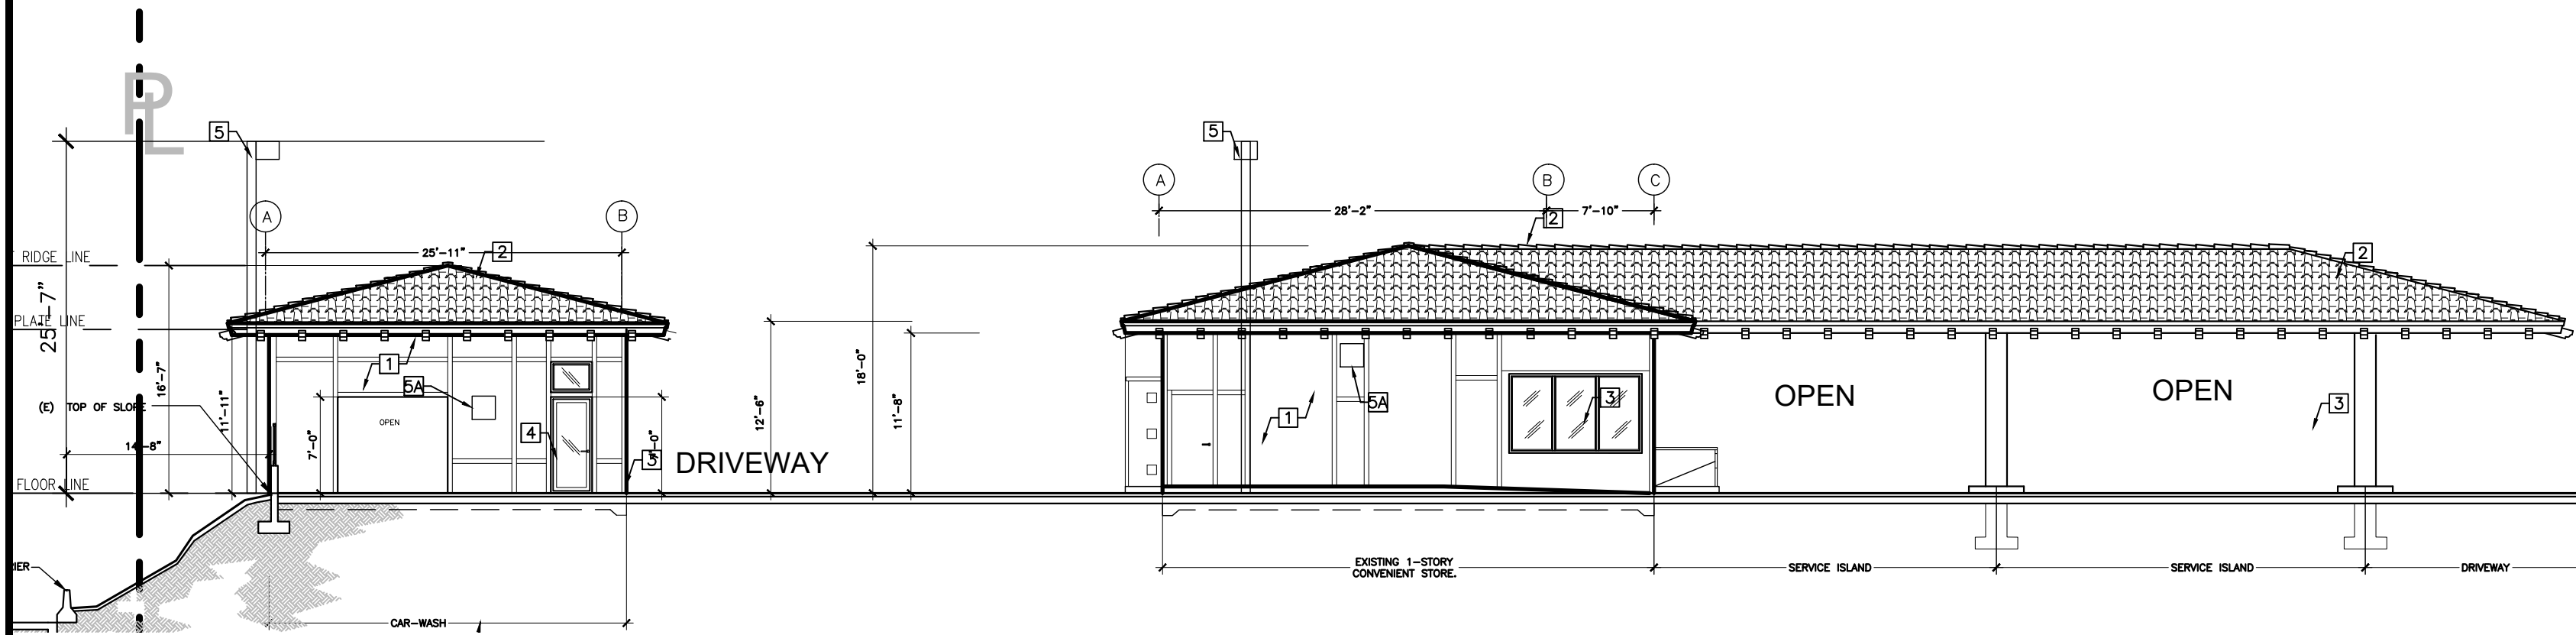 PL
5
5
A
B
C
A
B
28'-2"
7'-10"
2
25'-11"
2
2
RIDGE LINE
25'-7"
PLATE LINE
16'-7"
11'-11"
18'-0"
12'-6"
11'-8"
1
5A
5A
1
3
OPEN
OPEN
3
(E) TOP OF SLOPE
OPEN
7'-0"
4
3
DRIVEWAY
14'-8"
FLOOR LINE
EXISTING 1-STORY
CONVENIENT STORE.
SERVICE ISLAND
SERVICE ISLAND
DRIVEWAY
CAR-WASH